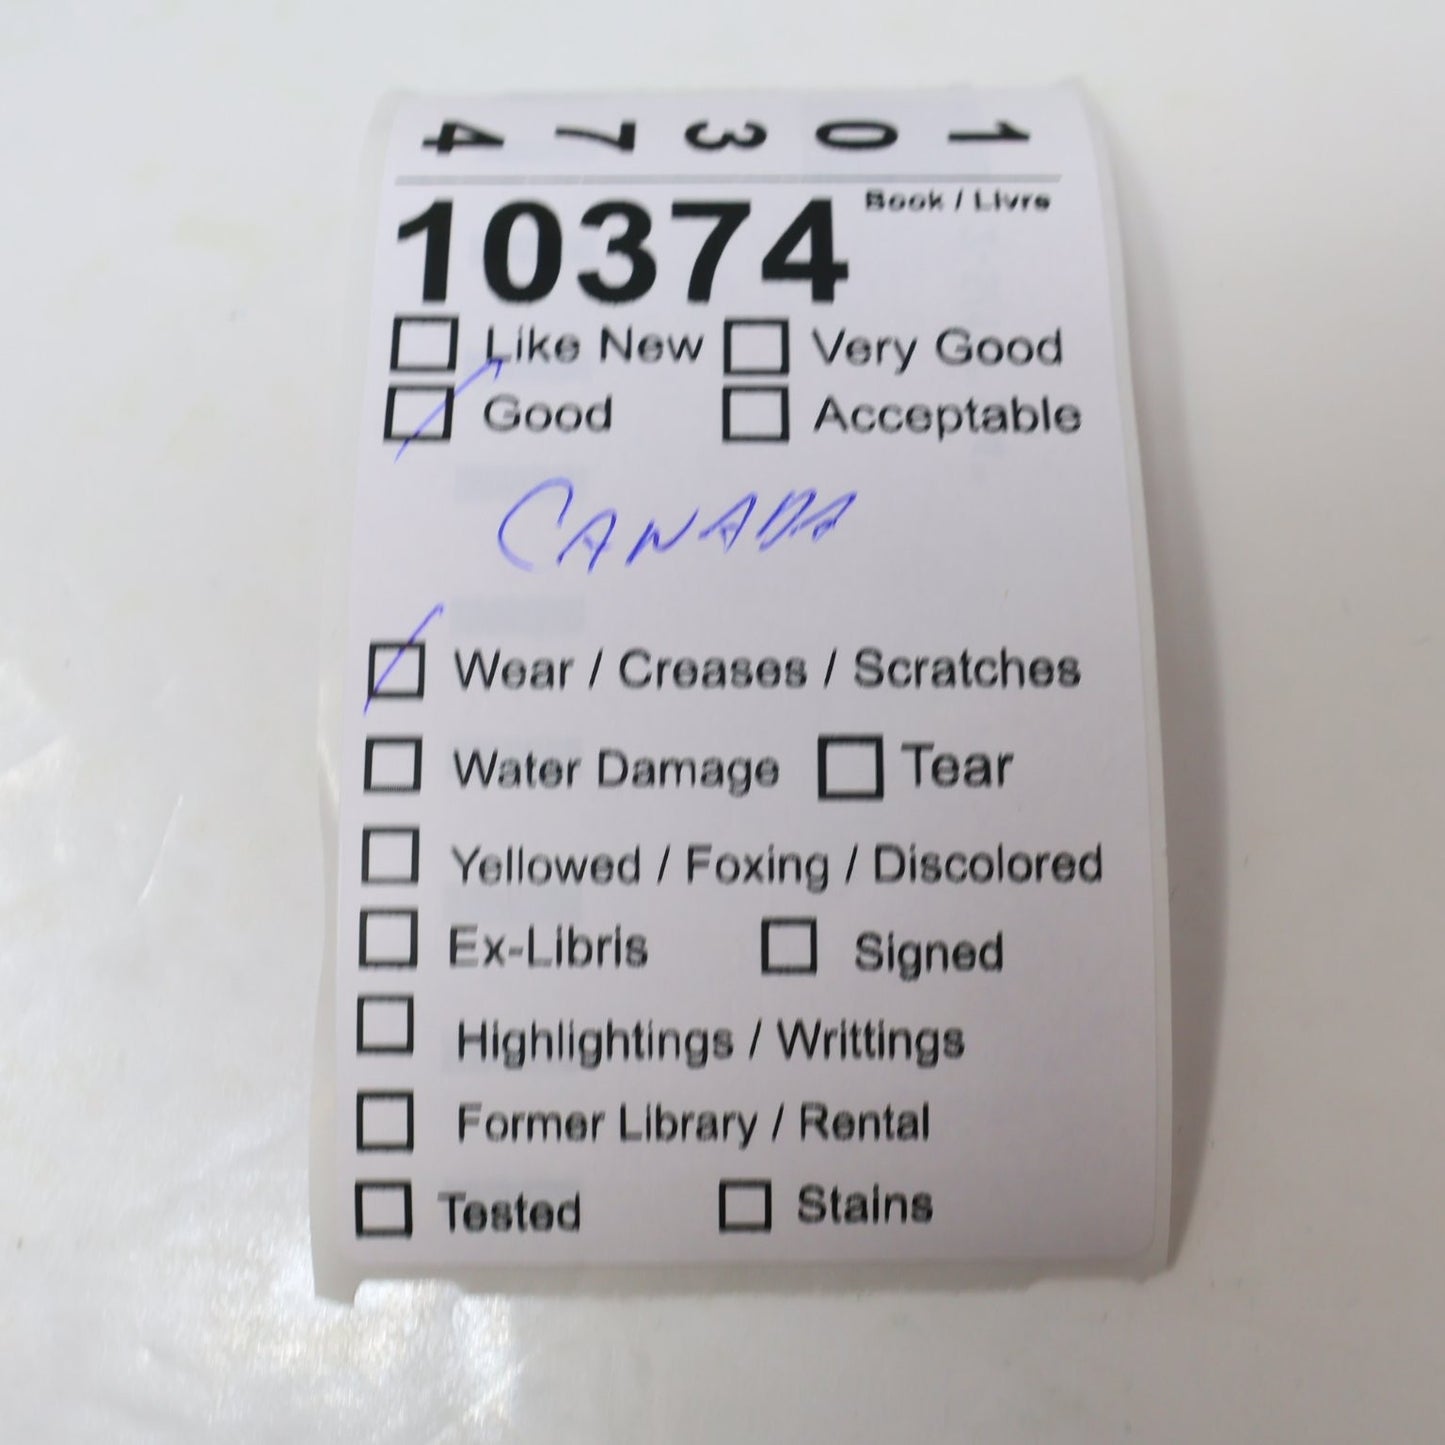 10374
10374 Book / Livre
Like New Very Good
Good Acceptable
CANADA
Wear / Creases / Scratches
Water Damage Tear
Yellowed / Foxing / Discolored
Ex-Libris Signed
Highlightings / Writtings
Former Library / Rental
Tested Stains